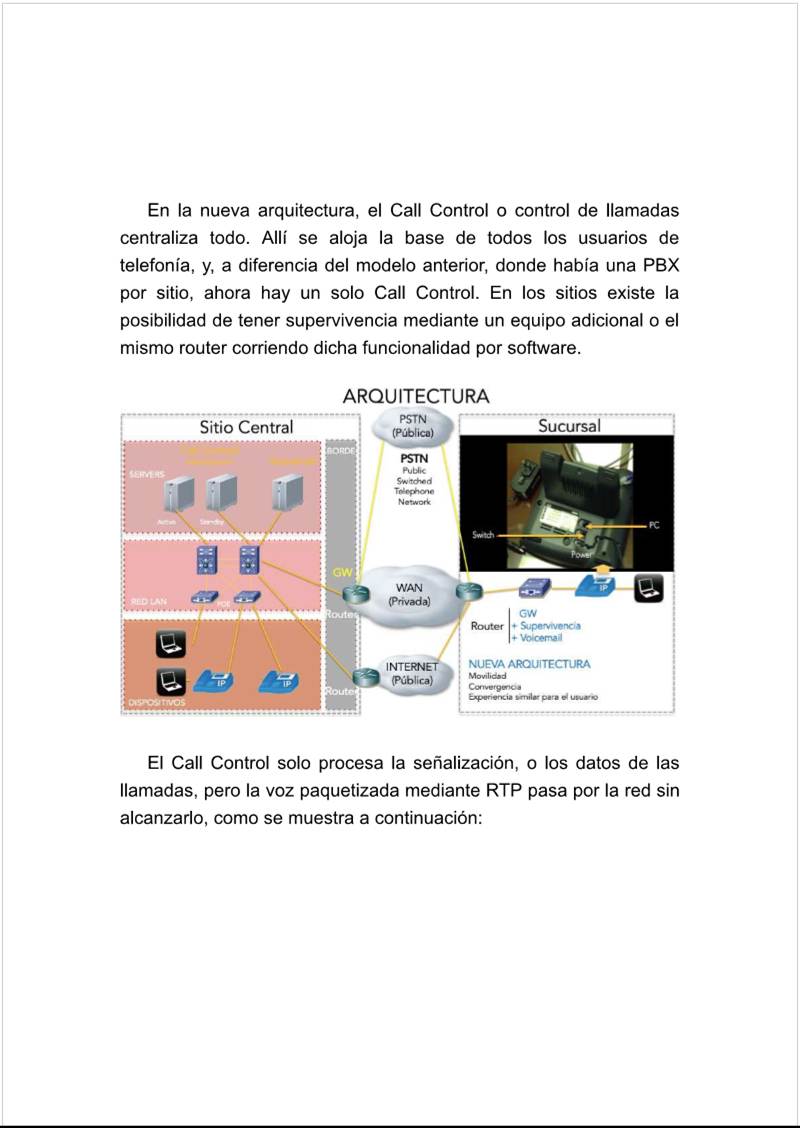 En la nueva arquitectura, el Call Control o control de llamadas
centraliza todo. Allí se aloja la base de todos los usuarios de
telefonía, y, a diferencia del modelo anterior, donde había una PBX
por sitio, ahora hay un solo Call Control. En los sitios existe la
posibilidad de tener supervivencia mediante un equipo adicional o el
mismo router corriendo dicha funcionalidad por software.
ARQUITECTURA
Sitio Central
SERVERS
Activo
Standby
RED LAN
POE
IP
IP
DISPOSITIVOS
BORDE
GW
Router
Router
PSTN
(Pública)
PSTN
Public
Switched
Telephone
Network
WAN
(Privada)
INTERNET
(Pública)
Sucursal
Switch
PC
Power
IP
Router
GW
+ Supervivencia
+ Voicemail
NUEVA ARQUITECTURA
Movilidad
Convergencia
Experiencia similar para el usuario
El Call Control solo procesa la señalización, o los datos de las
llamadas, pero la voz paquetizada mediante RTP pasa por la red sin
alcanzarlo, como se muestra a continuación: